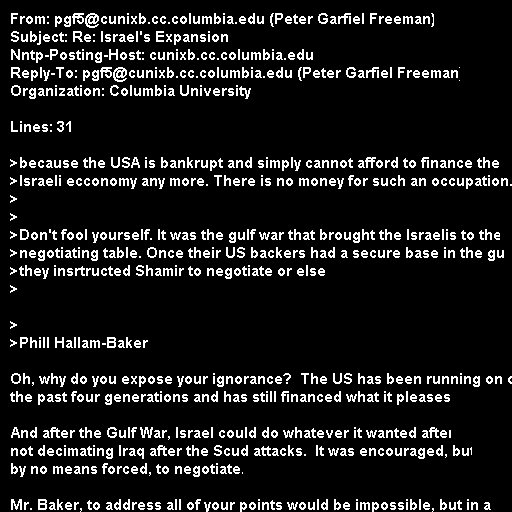 From: pgf5@cunixb.cc.columbia.edu (Peter Garfiel Freeman)
Subject: Re: Israel's Expansion
Nntp-Posting-Host: cunixb.cc.columbia.edu
Reply-To: pgf5@cunixb.cc.columbia.edu (Peter Garfiel Freeman)
Organization: Columbia University
Lines: 31
>because the USA is bankrupt and simply cannot afford to finance the
>Israeli ecconomy any more. There is no money for such an occupation.
>
>
>Don't fool yourself. It was the gulf war that brought the Israelis to the
>negotiating table. Once their US backers had a secure base in the gu
>they insrtructed Shamir to negotiate or else
>
>
>Phill Hallam-Baker
Oh, why do you expose your ignorance?  The US has been running on
the past four generations and has still financed what it pleases
And after the Gulf War, Israel could do whatever it wanted after
not decimating Iraq after the Scud attacks.  It was encouraged, but
by no means forced, to negotiate.
Mr. Baker, to address all of your points would be impossible, but in a